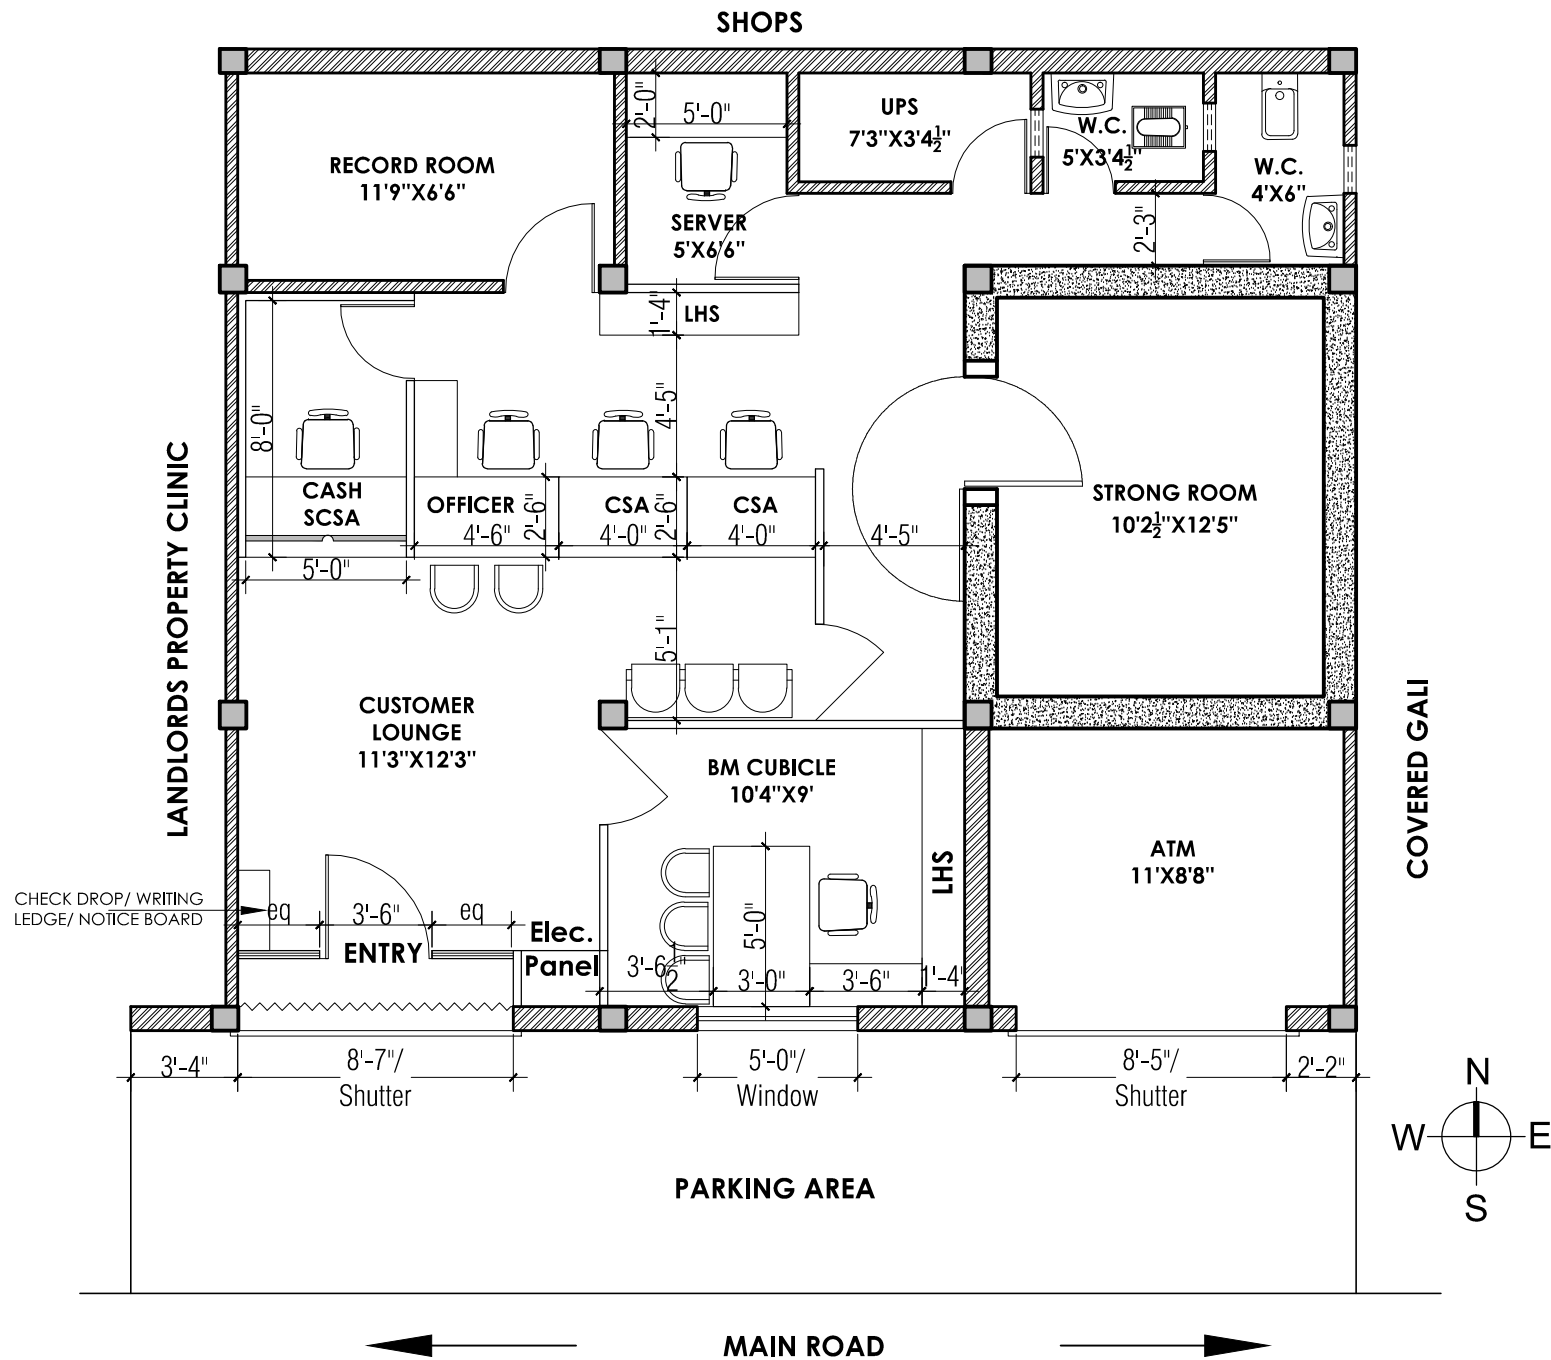 SHOPS
2'-0"
5'-0"
UPS
7'3"X3'4½"
W.C.
5'X3'4½"
W.C.
4'X6"
RECORD ROOM
11'9"X6'6"
SERVER
5'X6'6"
2'-3"
1'-4"
LHS
8'-0"
4'-5"
CASH
SCSA
OFFICER
CSA
CSA
2'-6"
2'-6"
4'-6"
4'-0"
4'-0"
4'-5"
STRONG ROOM
10'2½"X12'5"
5'-0"
5'-1"
LANDLORDS PROPERTY CLINIC
CUSTOMER
LOUNGE
11'3"X12'3"
BM CUBICLE
10'4"X9'
COVERED GALI
ATM
11'X8'8"
LHS
CHECK DROP/ WRITING
LEDGE/ NOTICE BOARD
eq
3'-6"
eq
ENTRY
Elec.
Panel
5'-0"
3'-6½
3'-0"
3'-6"
1'-4"
3'-4"
8'-7"/
Shutter
5'-0"/
Window
8'-5"/
Shutter
2'-2"
N
W
E
S
PARKING AREA
MAIN ROAD